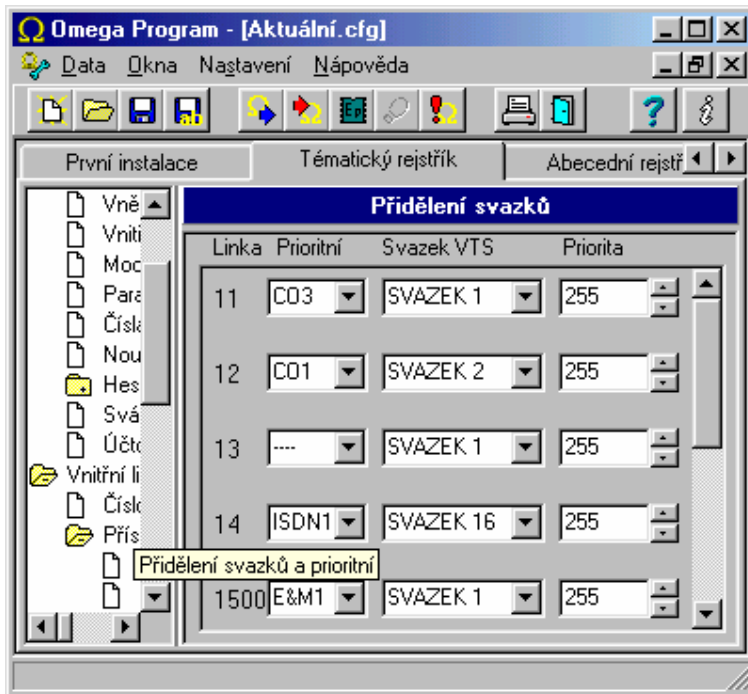 Omega Program - [Aktuální.cfg]
Data Okna Nastavení Nápověda
První instalace Tématický rejstřík Abecední rejstř
Vně
Vnitř
Moc
Para
Čísla
Nou
Hes
Svá
Účto
Vnitřní li
Číslo
Přís
Přidělení svazků a prioritní
Přidělení svazků
Linka Prioritní Svazek VTS Priorita
11 CO3 SVAZEK 1 255
12 CO1 SVAZEK 2 255
13 ---- SVAZEK 1 255
14 ISDN1 SVAZEK 16 255
1500 E&M1 SVAZEK 1 255